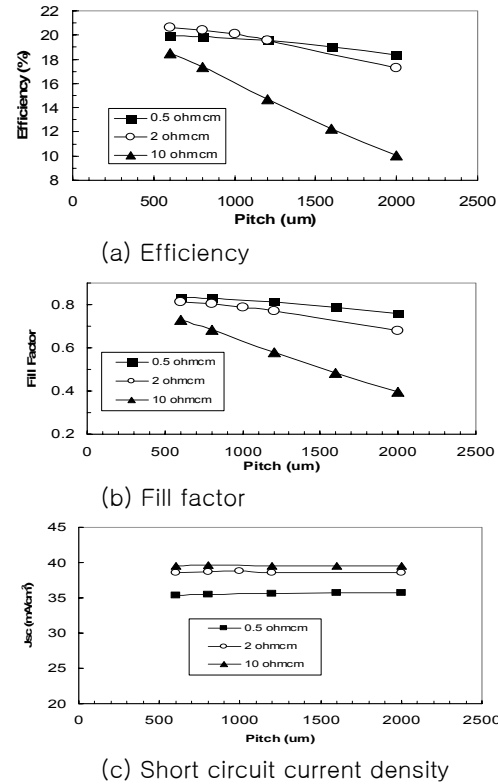 22
20
18
16
14
12
10
8
Efficiency (%)
0.5 ohmcm
2 ohmcm
10 ohmcm
0 500 1000 1500 2000 2500
Pitch (um)
(a) Efficiency
0.8
0.6
0.4
0.2
Fill Factor
0.5 ohmcm
2 ohmcm
10 ohmcm
0 500 1000 1500 2000 2500
Pitch (um)
(b) Fill factor
45
40
35
30
25
20
Jsc (mA/cm²)
0.5 ohmcm
2 ohmcm
10 ohmcm
0 500 1000 1500 2000 2500
Pitch (um)
(c) Short circuit current density